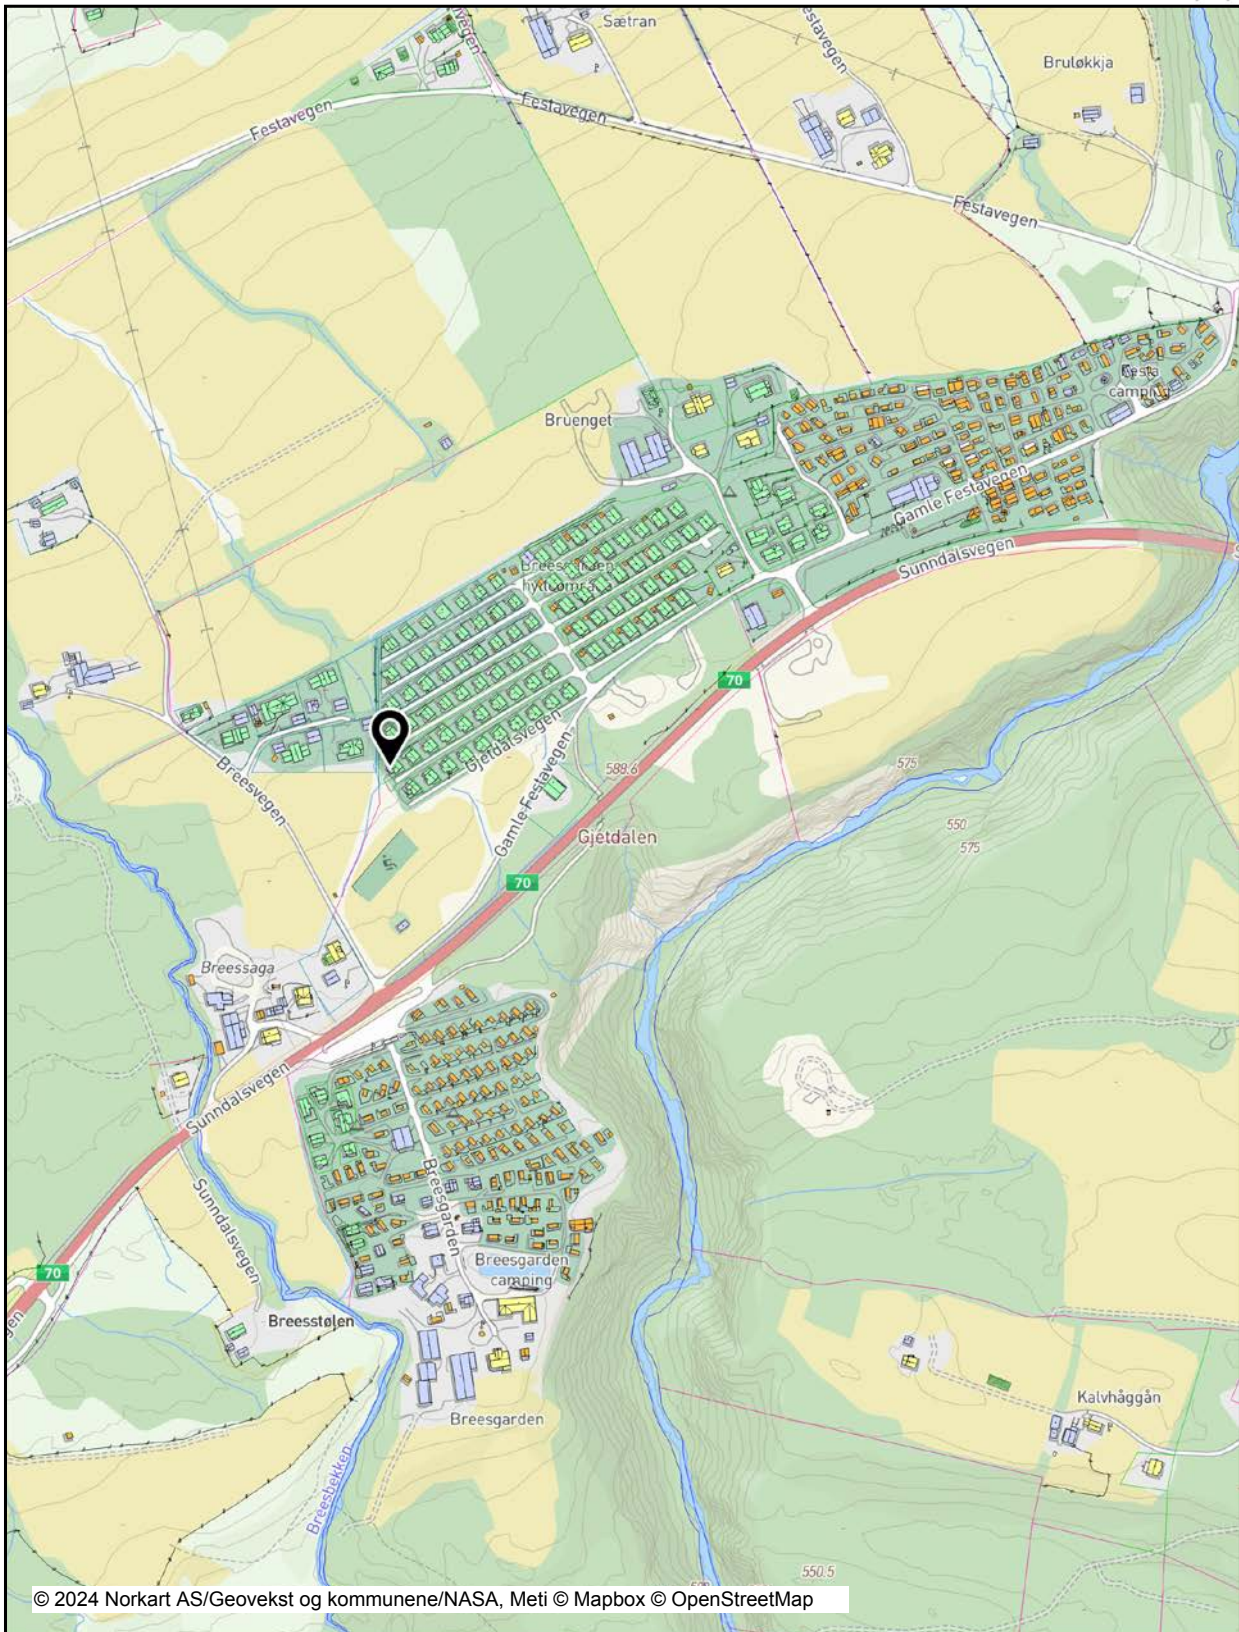 Sætran
Bruløkkja
Festavegen
Festavegen
Festavegen
Festa
camping
Bruenget
Gamle Festavegen
Sunndalsvegen
Breesgarden
hytteområde
70
Gjetdalsvegen
Breesvegen
Gamle Festavegen
588.6
575
550
575
Gjetdalen
70
Breessaga
Sunndalsvegen
Breesgarden
Sunndalsvegen
Breesgarden
camping
70
Breesstølen
Breesgarden
Kalvhåggån
Breesbekken
550.5
© 2024 Norkart AS/Geovekst og kommunene/NASA, Meti © Mapbox © OpenStreetMap